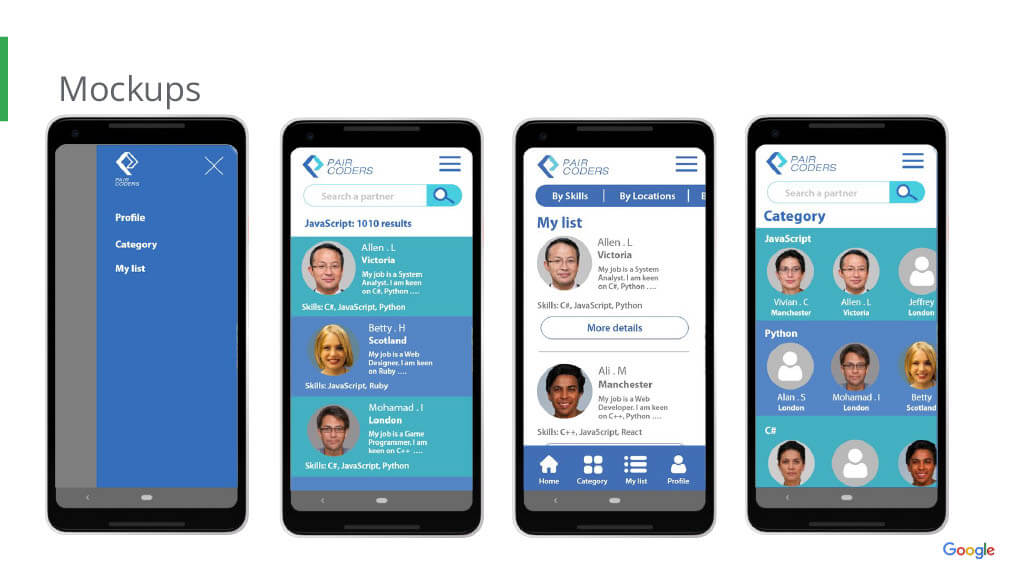 Mockups
PAIR
CODERS
Profile
Category
My list
PAIR
CODERS
Search a partner
JavaScript: 1010 results
Allen . L
Victoria
My job is a System
Analyst. I am keen
on C#, Python ....
Skills: C#, JavaScript, Python
Betty . H
Scotland
My job is a Web
Designer. I am keen
on Ruby ....
Skills: JavaScript, Ruby
Mohamad . I
London
My job is a Game
Programmer. I am
keen on C++ ....
Skills: C#, JavaScript, Python
PAIR
CODERS
By Skills | By Locations |
My list
Allen . L
Victoria
My job is a System
Analyst. I am keen
on C#, Python ....
Skills: C#, JavaScript, Python
More details
Ali . M
Manchester
My job is a Web
Developer. I am keen
on C++, Python ....
Skills: C++, JavaScript, React
Home Category My list Profile
PAIR
CODERS
Search a partner
Category
JavaScript
Vivian . C Allen . L Jeffrey
Manchester Victoria London
Python
Alan . S Mohamad . I Betty
London London Scotland
C#
Google